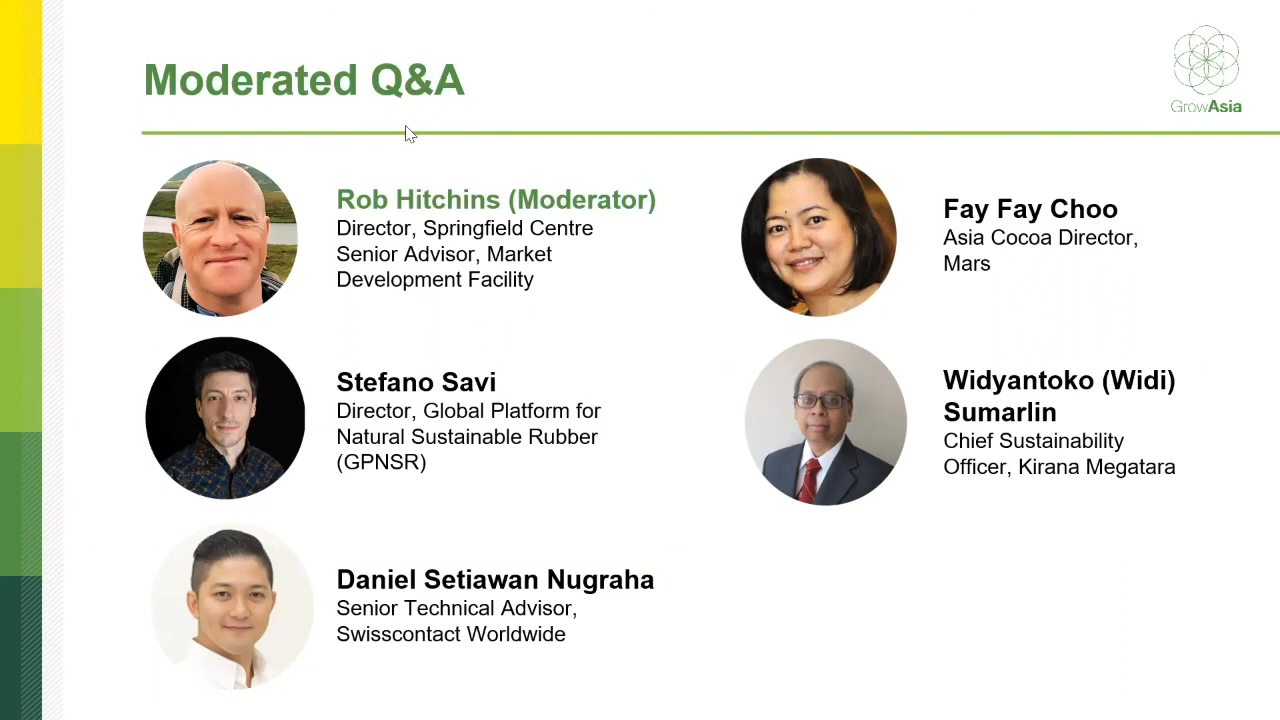 Moderated Q&A
GrowAsia
Rob Hitchins (Moderator)
Director, Springfield Centre
Senior Advisor, Market
Development Facility
Fay Fay Choo
Asia Cocoa Director,
Mars
Stefano Savi
Director, Global Platform for
Natural Sustainable Rubber
(GPNSR)
Widyantoko (Widi)
Sumarlin
Chief Sustainability
Officer, Kirana Megatara
Daniel Setiawan Nugraha
Senior Technical Advisor,
Swisscontact Worldwide